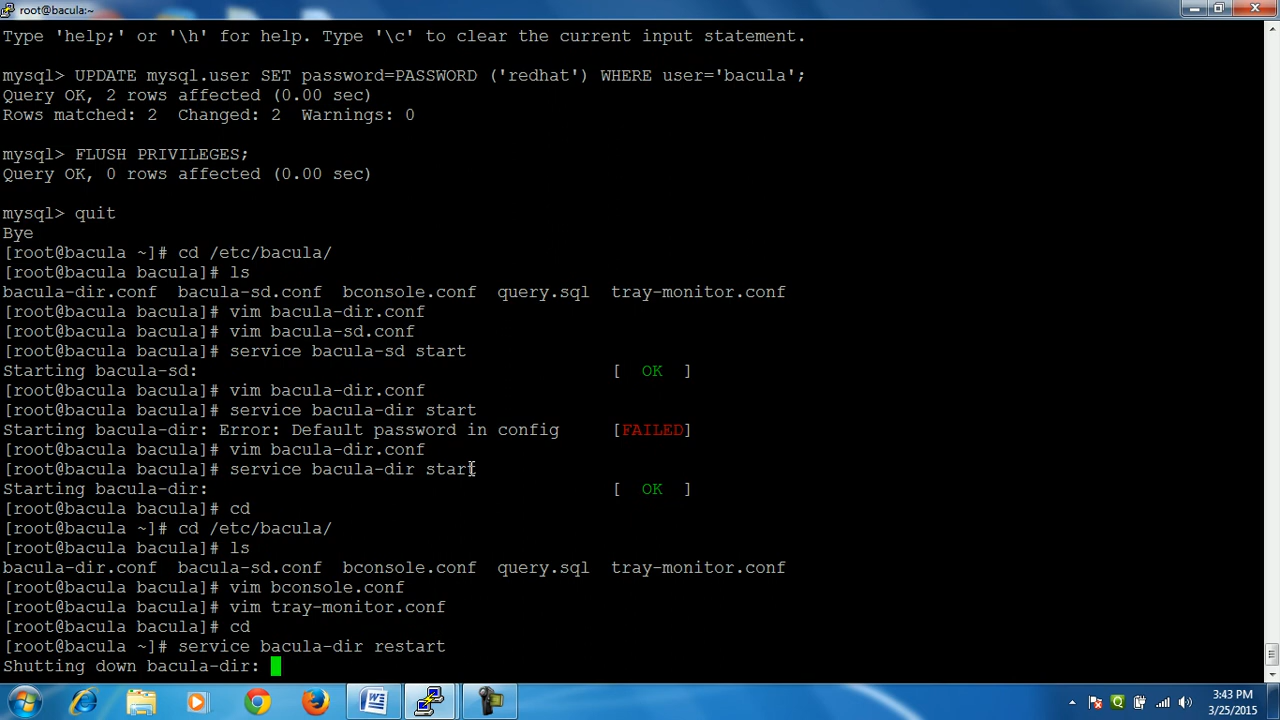 root@bacula:~
Type 'help;' or '\h' for help. Type '\c' to clear the current input statement.
mysql> UPDATE mysql.user SET password=PASSWORD ('redhat') WHERE user='bacula';
Query OK, 2 rows affected (0.00 sec)
Rows matched: 2  Changed: 2  Warnings: 0
mysql> FLUSH PRIVILEGES;
Query OK, 0 rows affected (0.00 sec)
mysql> quit
Bye
[root@bacula ~]# cd /etc/bacula/
[root@bacula bacula]# ls
bacula-dir.conf  bacula-sd.conf  bconsole.conf  query.sql  tray-monitor.conf
[root@bacula bacula]# vim bacula-dir.conf
[root@bacula bacula]# vim bacula-sd.conf
[root@bacula bacula]# service bacula-sd start
Starting bacula-sd: [  OK  ]
[root@bacula bacula]# vim bacula-dir.conf
[root@bacula bacula]# service bacula-dir start
Starting bacula-dir: Error: Default password in config [FAILED]
[root@bacula bacula]# vim bacula-dir.conf
[root@bacula bacula]# service bacula-dir start
Starting bacula-dir: [  OK  ]
[root@bacula bacula]# cd
[root@bacula ~]# cd /etc/bacula/
[root@bacula bacula]# ls
bacula-dir.conf  bacula-sd.conf  bconsole.conf  query.sql  tray-monitor.conf
[root@bacula bacula]# vim bconsole.conf
[root@bacula bacula]# vim tray-monitor.conf
[root@bacula bacula]# cd
[root@bacula ~]# service bacula-dir restart
Shutting down bacula-dir:
3:43 PM
3/25/2015